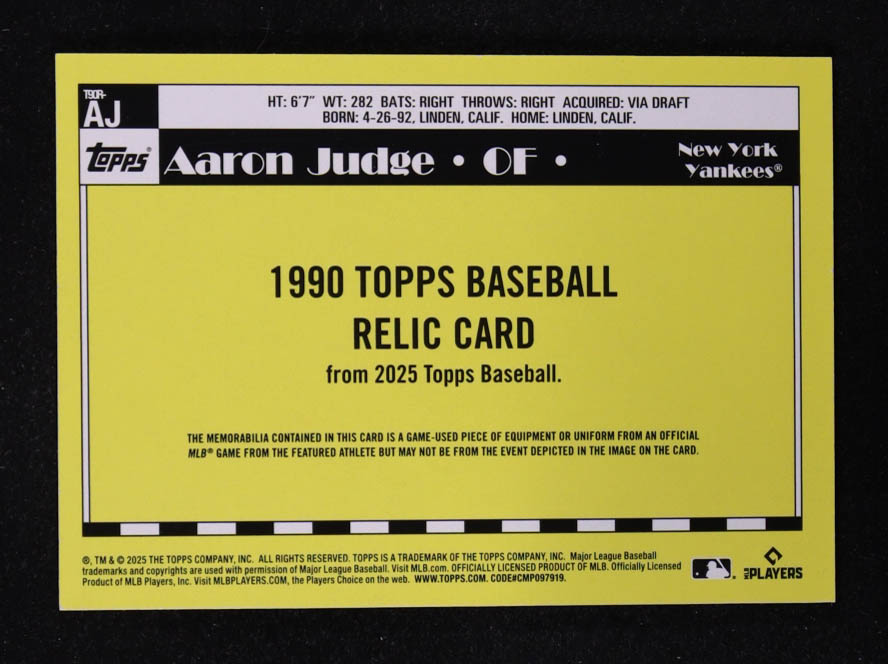 T90R-
AJ
HT: 6'7" WT: 282 BATS: RIGHT THROWS: RIGHT ACQUIRED: VIA DRAFT
BORN: 4-26-92, LINDEN, CALIF. HOME: LINDEN, CALIF.
Topps®
Aaron Judge • OF •
New York
Yankees®
1990 TOPPS BASEBALL
RELIC CARD
from 2025 Topps Baseball.
THE MEMORABILIA CONTAINED IN THIS CARD IS A GAME-USED PIECE OF EQUIPMENT OR UNIFORM FROM AN OFFICIAL
MLB® GAME FROM THE FEATURED ATHLETE BUT MAY NOT BE FROM THE EVENT DEPICTED IN THE IMAGE ON THE CARD.
®, TM & © 2025 THE TOPPS COMPANY, INC. ALL RIGHTS RESERVED. TOPPS IS A TRADEMARK OF THE TOPPS COMPANY, INC. Major League Baseball
trademarks and copyrights are used with permission of Major League Baseball. Visit MLB.com. OFFICIALLY LICENSED PRODUCT OF MLB. Officially Licensed
Product of MLB Players, Inc. Visit MLBPLAYERS.COM, the Players Choice on the web. WWW.TOPPS.COM. CODE#CMP097919.
MLB PLAYERS